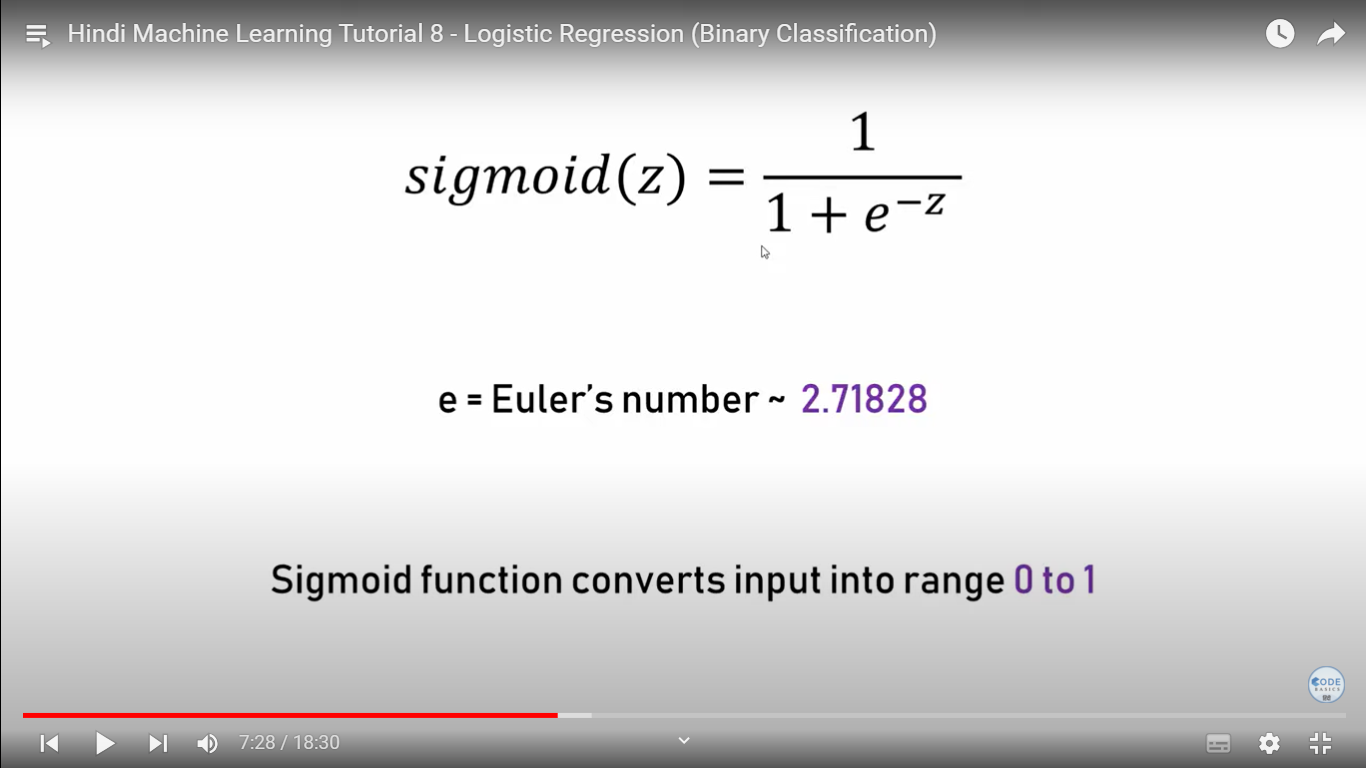 Hindi Machine Learning Tutorial 8 - Logistic Regression (Binary Classification)
sigmoid(z) = 1 / 1 + e^−z
e = Euler’s number ~ 2.71828
Sigmoid function converts input into range 0 to 1
CODE
BASICS
7:28 / 18:30